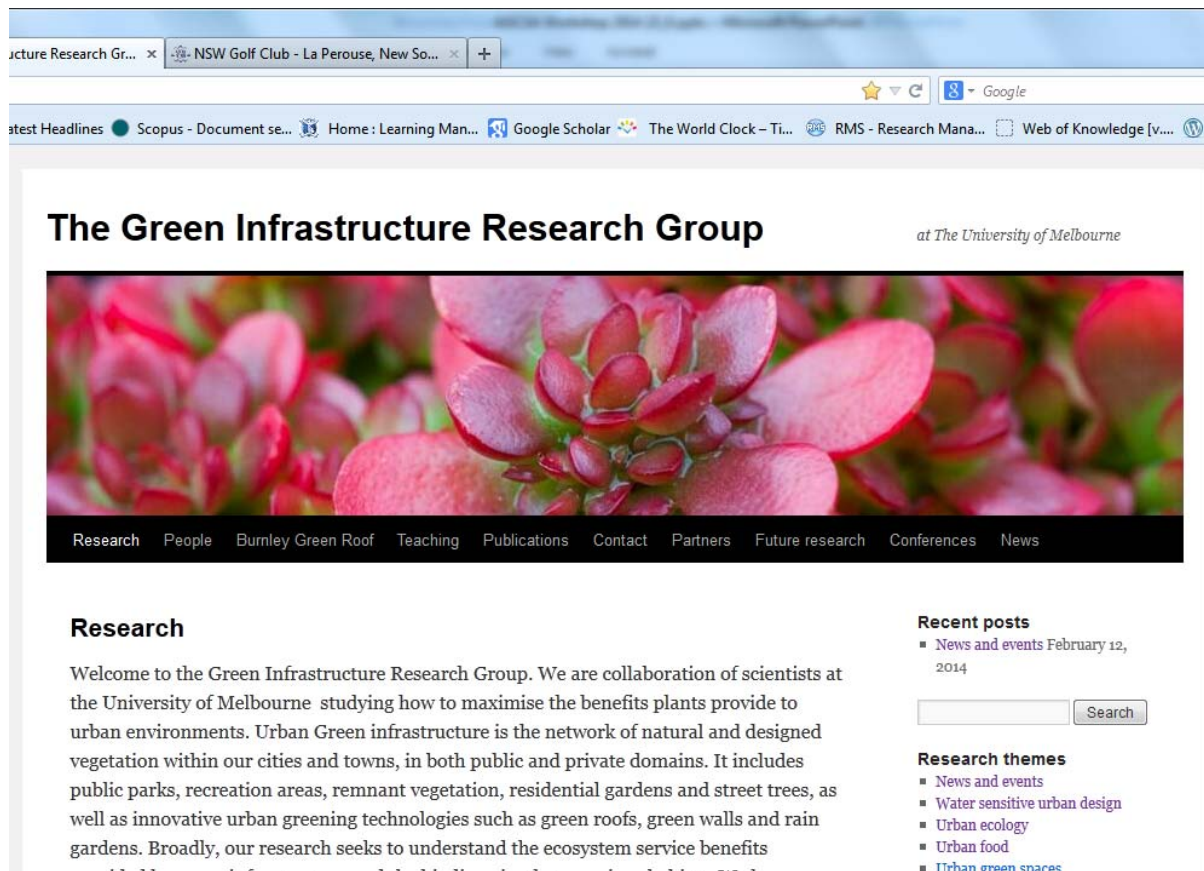 ucture Research Gr... × NSW Golf Club - La Perouse, New So... × +
8 Google
atest Headlines Scopus - Document se... Home : Learning Man... Google Scholar The World Clock – Ti... RMS - Research Mana... Web of Knowledge [v....
The Green Infrastructure Research Group
at The University of Melbourne
Research People Burnley Green Roof Teaching Publications Contact Partners Future research Conferences News
Research
Welcome to the Green Infrastructure Research Group. We are collaboration of scientists at
the University of Melbourne studying how to maximise the benefits plants provide to
urban environments. Urban Green infrastructure is the network of natural and designed
vegetation within our cities and towns, in both public and private domains. It includes
public parks, recreation areas, remnant vegetation, residential gardens and street trees, as
well as innovative urban greening technologies such as green roofs, green walls and rain
gardens. Broadly, our research seeks to understand the ecosystem service benefits
Recent posts
News and events February 12,
2014
Search
Research themes
News and events
Water sensitive urban design
Urban ecology
Urban food
Urban green spaces